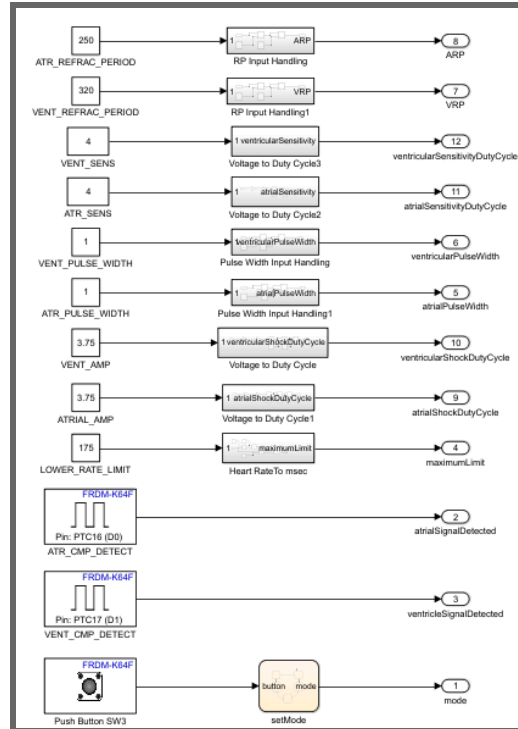 250
ATR_REFRAC_PERIOD
1 ARP
RP Input Handling
8
ARP
320
VENT_REFRAC_PERIOD
1 VRP
RP Input Handling1
7
VRP
4
VENT_SENS
1 ventricularSensitivity
Voltage to Duty Cycle3
12
ventricularSensitivityDutyCycle
4
ATR_SENS
atrialSensitivity
Voltage to Duty Cycle2
11
atrialSensitivityDutyCycle
1
VENT_PULSE_WIDTH
ventricularPulseWidth
Pulse Width Input Handling
6
ventricularPulseWidth
1
ATR_PULSE_WIDTH
1 atrialPulseWidth
Pulse Width Input Handling1
5
atrialPulseWidth
3.75
VENT_AMP
1 ventricularShockDutyCycle
Voltage to Duty Cycle
10
ventricularShockDutyCycle
3.75
ATRIAL_AMP
1 atrialShockDutyCycle
Voltage to Duty Cycle1
9
atrialShockDutyCycle
175
LOWER_RATE_LIMIT
1 maximumLimit
Heart RateTo msec
4
maximumLimit
FRDM-K64F
Pin: PTC16 (D0)
ATR_CMP_DETECT
2
atrialSignalDetected
FRDM-K64F
Pin: PTC17 (D1)
VENT_CMP_DETECT
3
ventricleSignalDetected
FRDM-K64F
Push Button SW3
button mode
setMode
1
mode